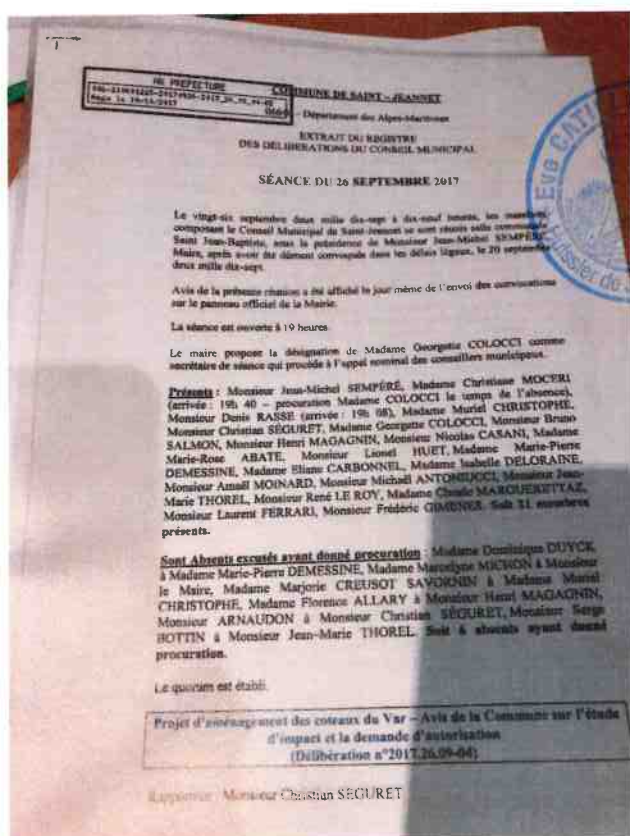 1
AR PREFECTURE
Reçu le
COMMUNE DE SAINT – JEANNET
Département des Alpes-Maritimes
EXTRAIT DU REGISTRE
DES DELIBERATIONS DU CONSEIL MUNICIPAL
SÉANCE DU 26 SEPTEMBRE 2017
Le vingt-six septembre deux mille dix-sept à dix-neuf heures, les membres
composant le Conseil Municipal de Saint-Jeannet se sont réunis salle communale
Saint Jean-Baptiste, sous la présidence de Monsieur Jean-Michel SEMPÉRÉ,
Maire, après avoir été dûment convoqués dans les délais légaux, le 20 septembre
deux mille dix-sept.
Avis de la présente réunion a été affiché le jour même de l'envoi des convocations
sur le panneau officiel de la Mairie.
La séance est ouverte à 19 heures
Le maire propose la désignation de Madame Georgette COLOCCI comme
secrétaire de séance qui procède à l'appel nominal des conseillers municipaux.
Présents : Monsieur Jean-Michel SEMPÉRÉ, Madame Christiane MOCERI
(arrivée : 19h 40 – procuration Madame COLOCCI le temps de l'absence),
Monsieur Denis RASSE (arrivée : 19h 08), Madame Muriel CHRISTOPHE,
Monsieur Christian SÉGURET, Madame Georgette COLOCCI, Monsieur Bruno
SALMON, Monsieur Henri MAGAGNIN, Monsieur Nicolas CASANI, Madame
Marie-Rose ABATE, Monsieur Lionel HUET, Madame Marie-Pierre
DEMESSINE, Madame Eliane CARBONNEL, Madame Isabelle DELORAINE,
Monsieur Amaël MOINARD, Monsieur Michaël ANTONIUCCI, Monsieur Jean-
Marie THOREL, Monsieur René LE ROY, Madame Claude MARQUERETTAZ,
Monsieur Laurent FERRARI, Monsieur Frédéric GIMENES. Soit 21 membres
présents.
Sont Absents excusés ayant donné procuration : Madame Dominique DUYCK
à Madame Marie-Pierre DEMESSINE, Madame Marcelyne MICHON à Monsieur
le Maire, Madame Marjorie CREUSOT SAVORNIN à Madame Muriel
CHRISTOPHE, Madame Florence ALLARY à Monsieur Henri MAGAGNIN,
Monsieur ARNAUDON à Monsieur Christian SÉGURET, Monsieur Serge
BOTTIN à Monsieur Jean-Marie THOREL. Soit 6 absents ayant donné
procuration.
Le quorum est établi.
Projet d'aménagement des coteaux du Var – Avis de la Commune sur l'étude
d'impact et la demande d'autorisation
(Délibération n°2017.26.09-04)
Rapporteur : Monsieur Christian SEGURET